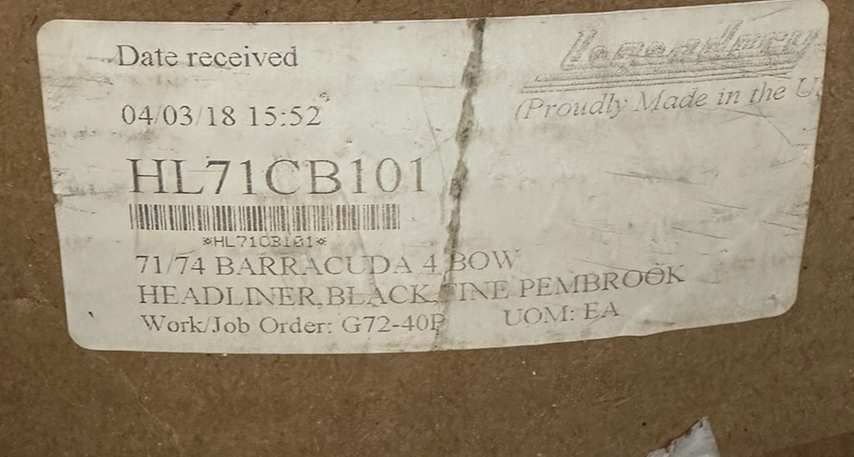 Date received
Legendary
(Proudly Made in the U
04/03/18 15:52
HL71CB101
*HL71CB101*
71/74 BARRACUDA 4 BOW
HEADLINER,BLACK,FINE PEMBROOK
Work/Job Order: G72-40P
UOM: EA